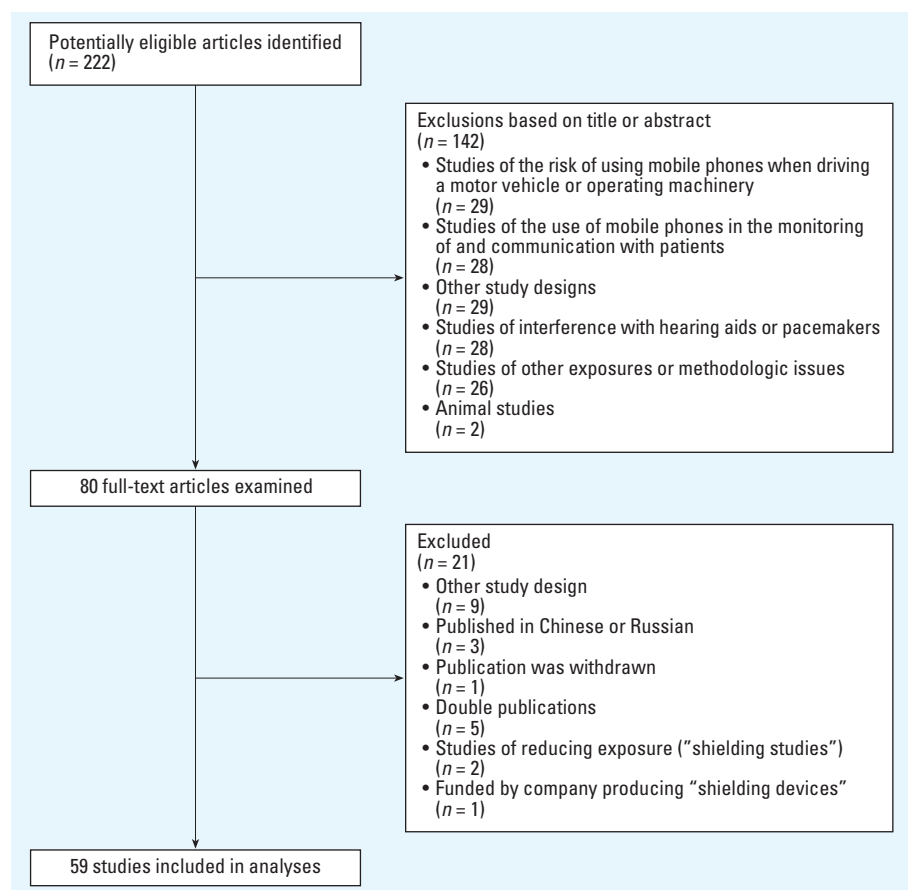 Potentially eligible articles identified
(n = 222)
Exclusions based on title or abstract
(n = 142)
• Studies of the risk of using mobile phones when driving
a motor vehicle or operating machinery
(n = 29)
• Studies of the use of mobile phones in the monitoring
of and communication with patients
(n = 28)
• Other study designs
(n = 29)
• Studies of interference with hearing aids or pacemakers
(n = 28)
• Studies of other exposures or methodologic issues
(n = 26)
• Animal studies
(n = 2)
80 full-text articles examined
Excluded
(n = 21)
• Other study design
(n = 9)
• Published in Chinese or Russian
(n = 3)
• Publication was withdrawn
(n = 1)
• Double publications
(n = 5)
• Studies of reducing exposure (”shielding studies”)
(n = 2)
• Funded by company producing “shielding devices”
(n = 1)
59 studies included in analyses